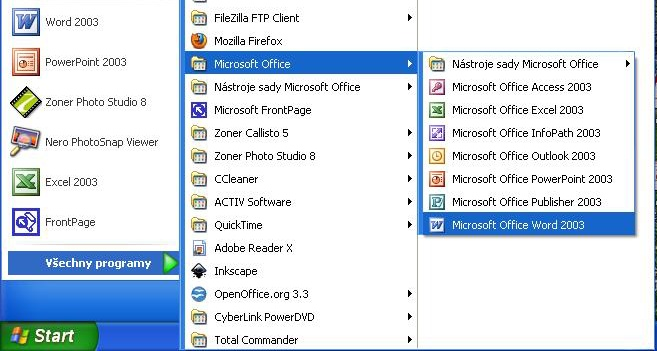 Word 2003
PowerPoint 2003
Zoner Photo Studio 8
Nero PhotoSnap Viewer
Excel 2003
FrontPage
Všechny programy
Start
FileZilla FTP Client
Mozilla Firefox
Microsoft Office
Nástroje sady Microsoft Office
Microsoft FrontPage
Zoner Callisto 5
Zoner Photo Studio 8
CCleaner
ACTIV Software
QuickTime
Adobe Reader X
Inkscape
OpenOffice.org 3.3
CyberLink PowerDVD
Total Commander
Nástroje sady Microsoft Office
Microsoft Office Access 2003
Microsoft Office Excel 2003
Microsoft Office InfoPath 2003
Microsoft Office Outlook 2003
Microsoft Office PowerPoint 2003
Microsoft Office Publisher 2003
Microsoft Office Word 2003